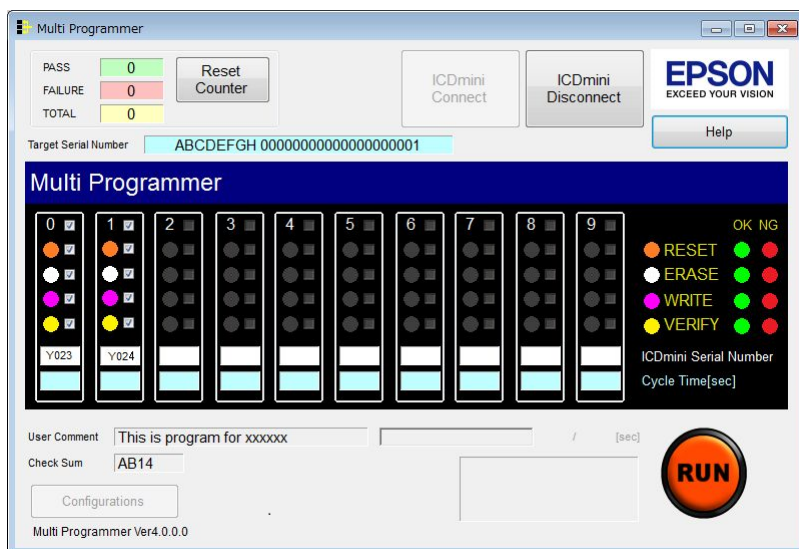 Multi Programmer
PASS 0
FAILURE 0
TOTAL 0
Reset
Counter
ICDmini
Connect
ICDmini
Disconnect
EPSON
EXCEED YOUR VISION
Help
Target Serial Number ABCDEFGH 00000000000000000001
Multi Programmer
0 1 2 3 4 5 6 7 8 9 OK NG
RESET
ERASE
WRITE
VERIFY
Y023 Y024 ICDmini Serial Number
Cycle Time[sec]
User Comment This is program for xxxxxx / [sec]
Check Sum AB14
RUN
Configurations
.
Multi Programmer Ver4.0.0.0